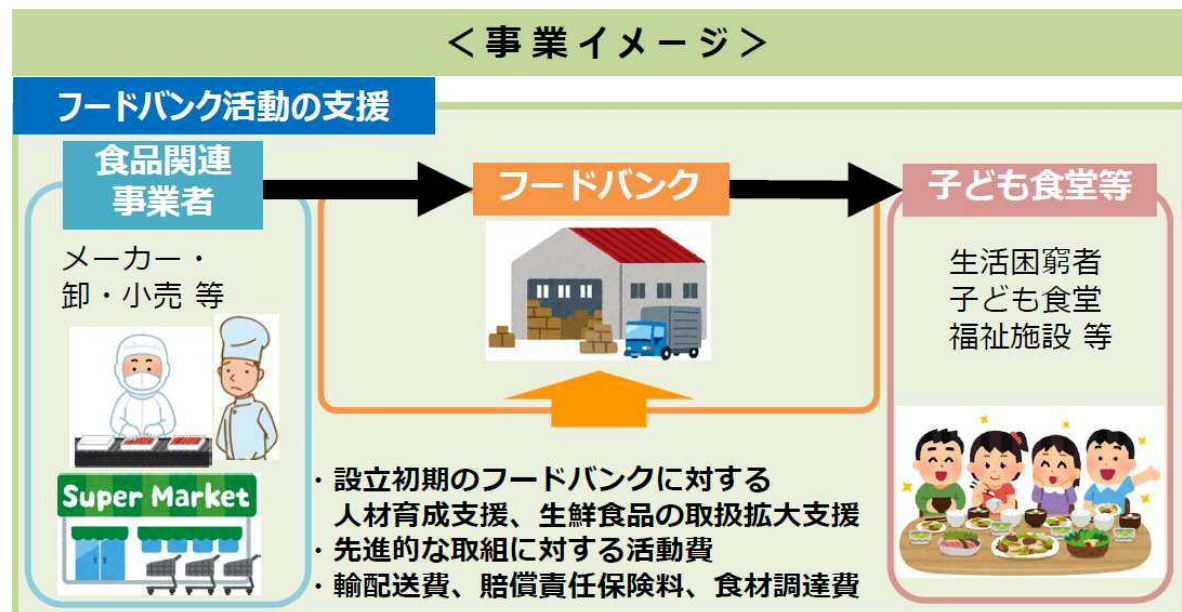 ＜事業イメージ＞
フードバンク活動の支援
食品関連
事業者
メーカー・
卸・小売 等
Super Market
フードバンク
・設立初期のフードバンクに対する
人材育成支援、生鮮食品の取扱拡大支援
・先進的な取組に対する活動費
・輸配送費、賠償責任保険料、食材調達費
子ども食堂等
生活困窮者
子ども食堂
福祉施設 等